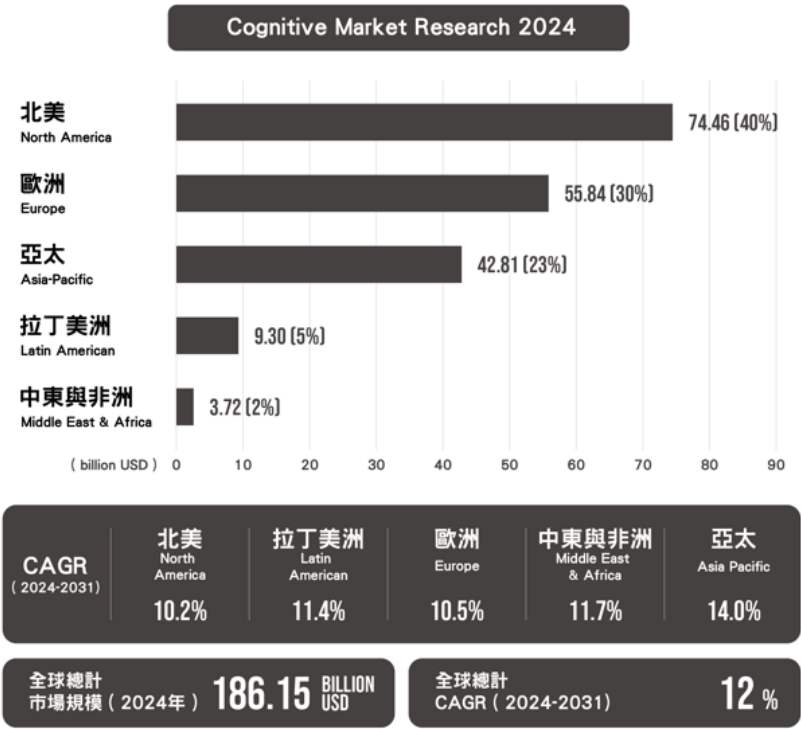 Cognitive Market Research 2024
北美
North America
74.46 (40%)
歐洲
Europe
55.84 (30%)
亞太
Asia-Pacific
42.81 (23%)
拉丁美洲
Latin American
9.30 (5%)
中東與非洲
Middle East & Africa
3.72 (2%)
( billion USD ) 0 10 20 30 40 50 60 70 80 90
CAGR
( 2024-2031)
北美
North
America
10.2%
拉丁美洲
Latin
American
11.4%
歐洲
Europe
10.5%
中東與非洲
Middle East
& Africa
11.7%
亞太
Asia Pacific
14.0%
全球總計
市場規模 ( 2024年 )
186.15 BILLION
USD
全球總計
CAGR ( 2024-2031)
12 %